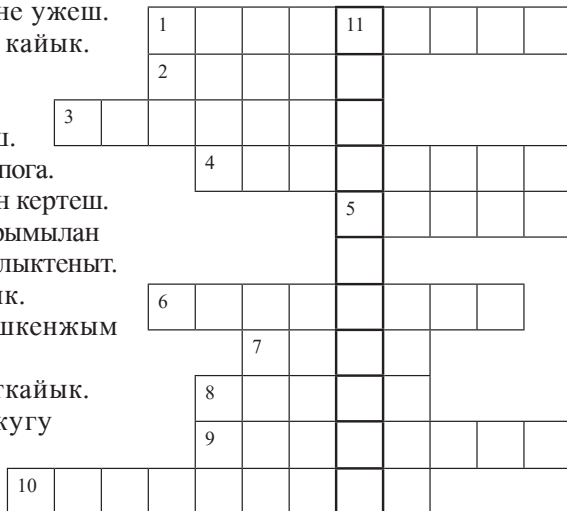 не ужеш.
кайык.
ш.
пога.
н кертеш.
рымылан
лыктеныт.
ык.
шкенжым
ткайык.
кугу
1 11
2
3
4
5
6
7
8
9
10